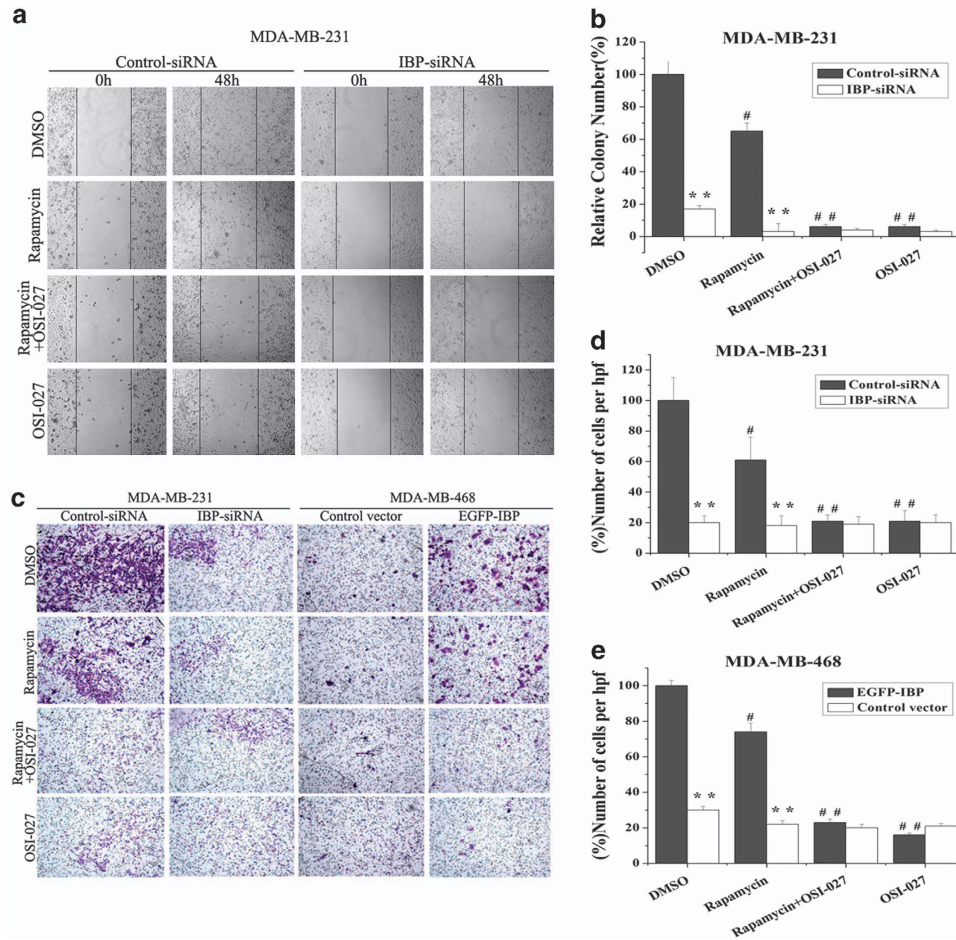 a
MDA-MB-231
Control-siRNA IBP-siRNA
0h 48h 0h 48h
DMSO
Rapamycin
Rapamycin
+OSI-027
OSI-027
b
MDA-MB-231
Relative Colony Number(%)
120
100
80
60
40
20
0
Control-siRNA
IBP-siRNA
* *
#
* *
# #
# #
DMSO
Rapamycin
Rapamycin+OSI-027
OSI-027
c
MDA-MB-231 MDA-MB-468
Control-siRNA IBP-siRNA Control vector EGFP-IBP
DMSO
Rapamycin
Rapamycin
+OSI-027
OSI-027
d
MDA-MB-231
(%)Number of cells per hpf
120
100
80
60
40
20
0
Control-siRNA
IBP-siRNA
* *
#
* *
# #
# #
DMSO
Rapamycin
Rapamycin+OSI-027
OSI-027
e
MDA-MB-468
(%)Number of cells per hpf
100
80
60
40
20
0
EGFP-IBP
Control vector
* *
#
* *
# #
# #
DMSO
Rapamycin
Rapamycin+OSI-027
OSI-027